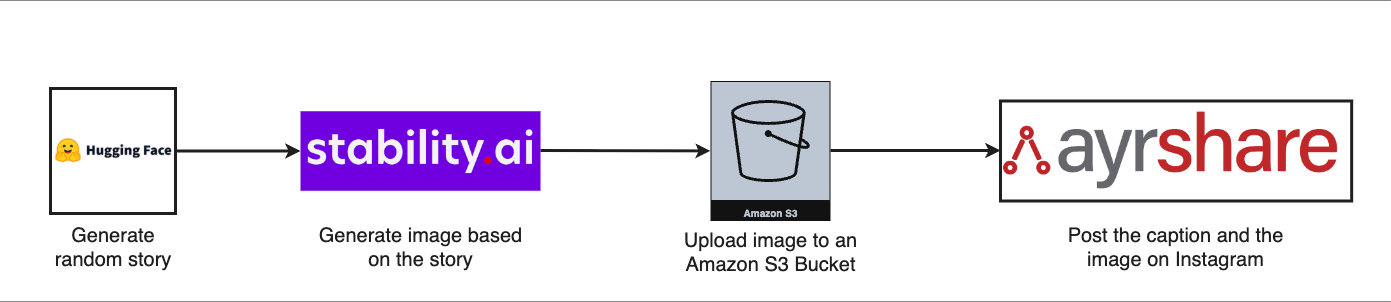 Hugging Face
stability.ai
Amazon S3
ayrshare
Generate
random story
Generate image based
on the story
Upload image to an
Amazon S3 Bucket
Post the caption and the
image on Instagram